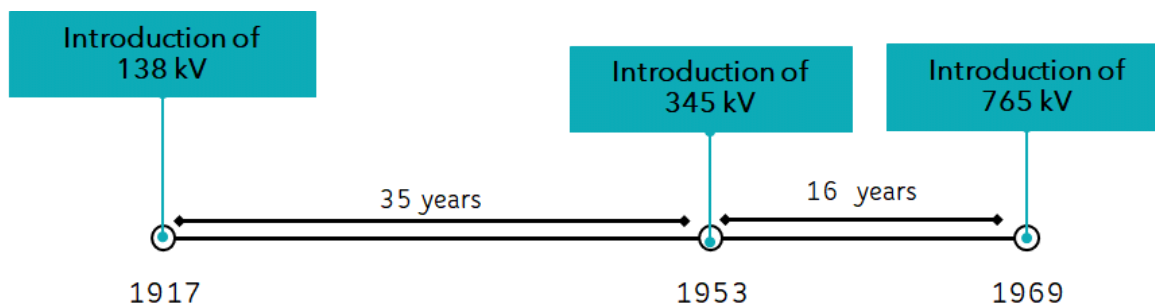 Introduction of
138 kV
Introduction of
345 kV
Introduction of
765 kV
35 years
16 years
1917
1953
1969